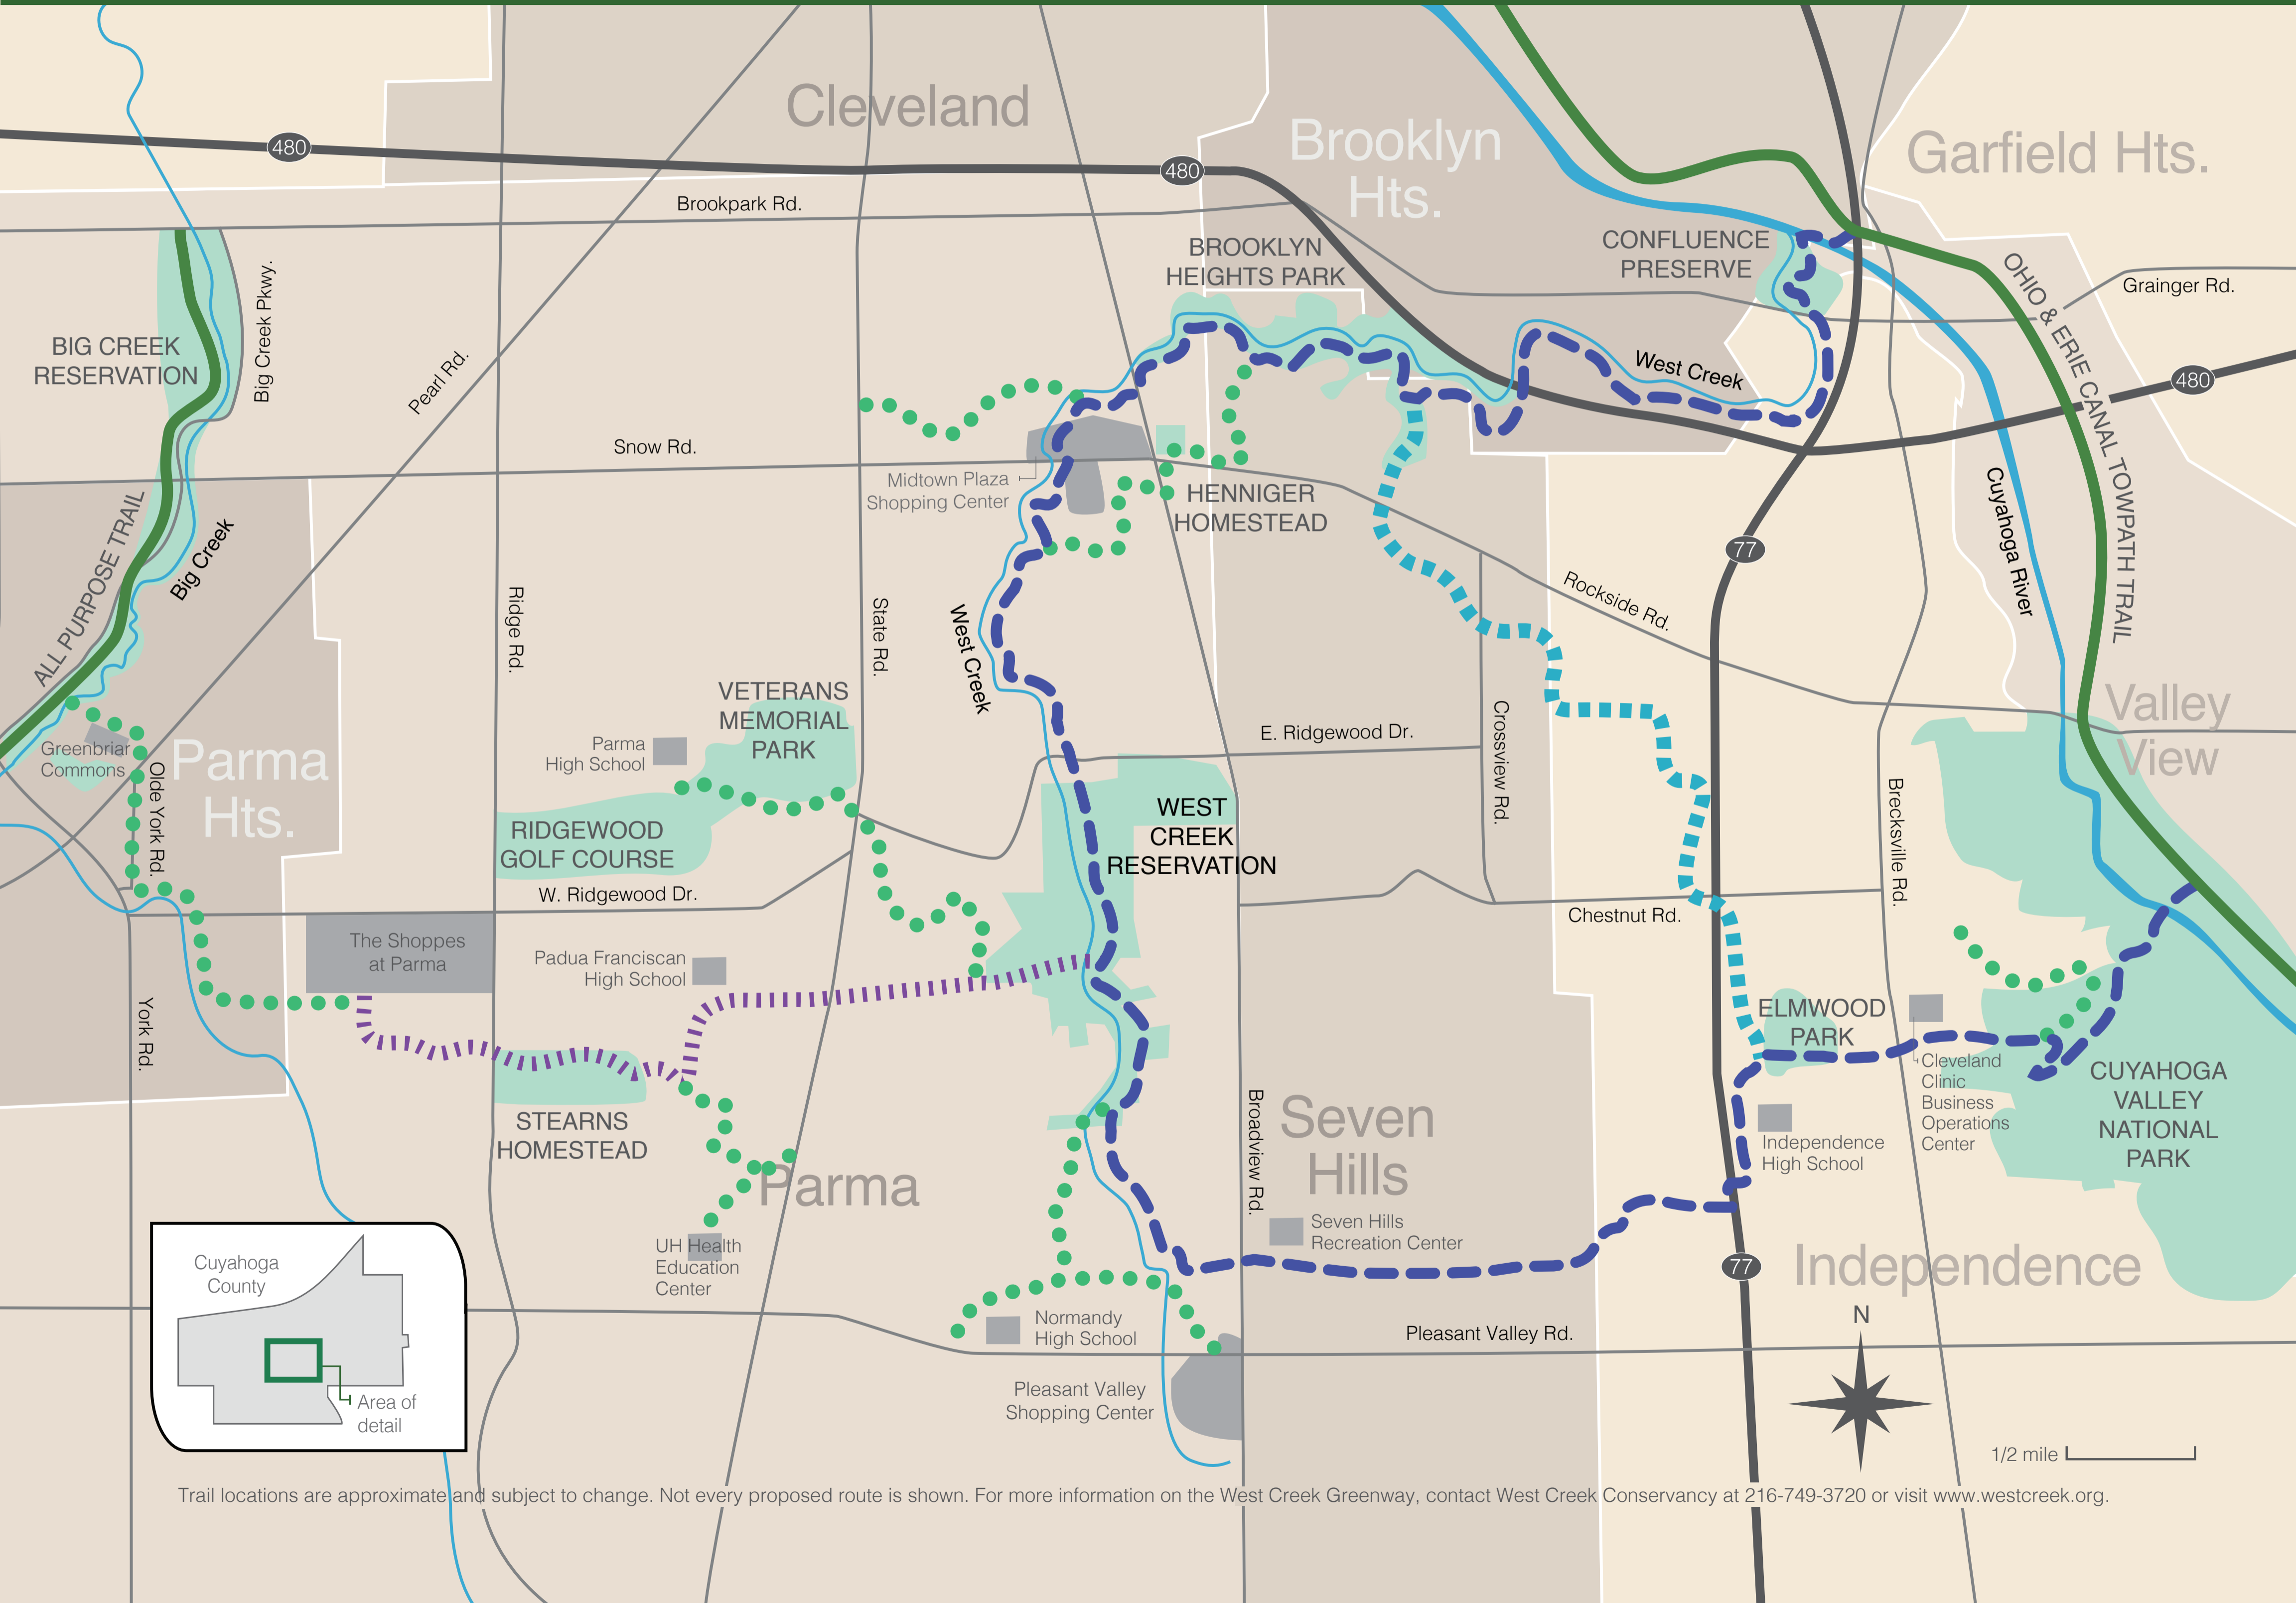 Cleveland
Brooklyn
Hts.
Garfield Hts.
480
480
Brookpark Rd.
BROOKLYN
HEIGHTS PARK
CONFLUENCE
PRESERVE
Grainger Rd.
OHIO & ERIE CANAL TOWPATH TRAIL
BIG CREEK
RESERVATION
Big Creek Pkwy.
Pearl Rd.
West Creek
480
Snow Rd.
Midtown Plaza
Shopping Center
HENNIGER
HOMESTEAD
Cuyahoga River
77
ALL PURPOSE TRAIL
Big Creek
Ridge Rd.
State Rd.
West Creek
Rockside Rd.
VETERANS
MEMORIAL
PARK
Parma
High School
E. Ridgewood Dr.
Crossview Rd.
Valley
View
Greenbriar
Commons
Olde York Rd.
Parma
Hts.
RIDGEWOOD
GOLF COURSE
WEST
CREEK
RESERVATION
Brecksville Rd.
W. Ridgewood Dr.
Chestnut Rd.
The Shoppes
at Parma
Padua Franciscan
High School
York Rd.
ELMWOOD
PARK
Cleveland
Clinic
Business
Operations
Center
CUYAHOGA
VALLEY
NATIONAL
PARK
STEARNS
HOMESTEAD
Broadview Rd.
Seven
Hills
Independence
High School
Parma
Seven Hills
Recreation Center
UH Health
Education
Center
77
Independence
Cuyahoga
County
Area of
detail
Normandy
High School
Pleasant Valley Rd.
N
Pleasant Valley
Shopping Center
1/2 mile
Trail locations are approximate and subject to change. Not every proposed route is shown. For more information on the West Creek Greenway, contact West Creek Conservancy at 216-749-3720 or visit www.westcreek.org.